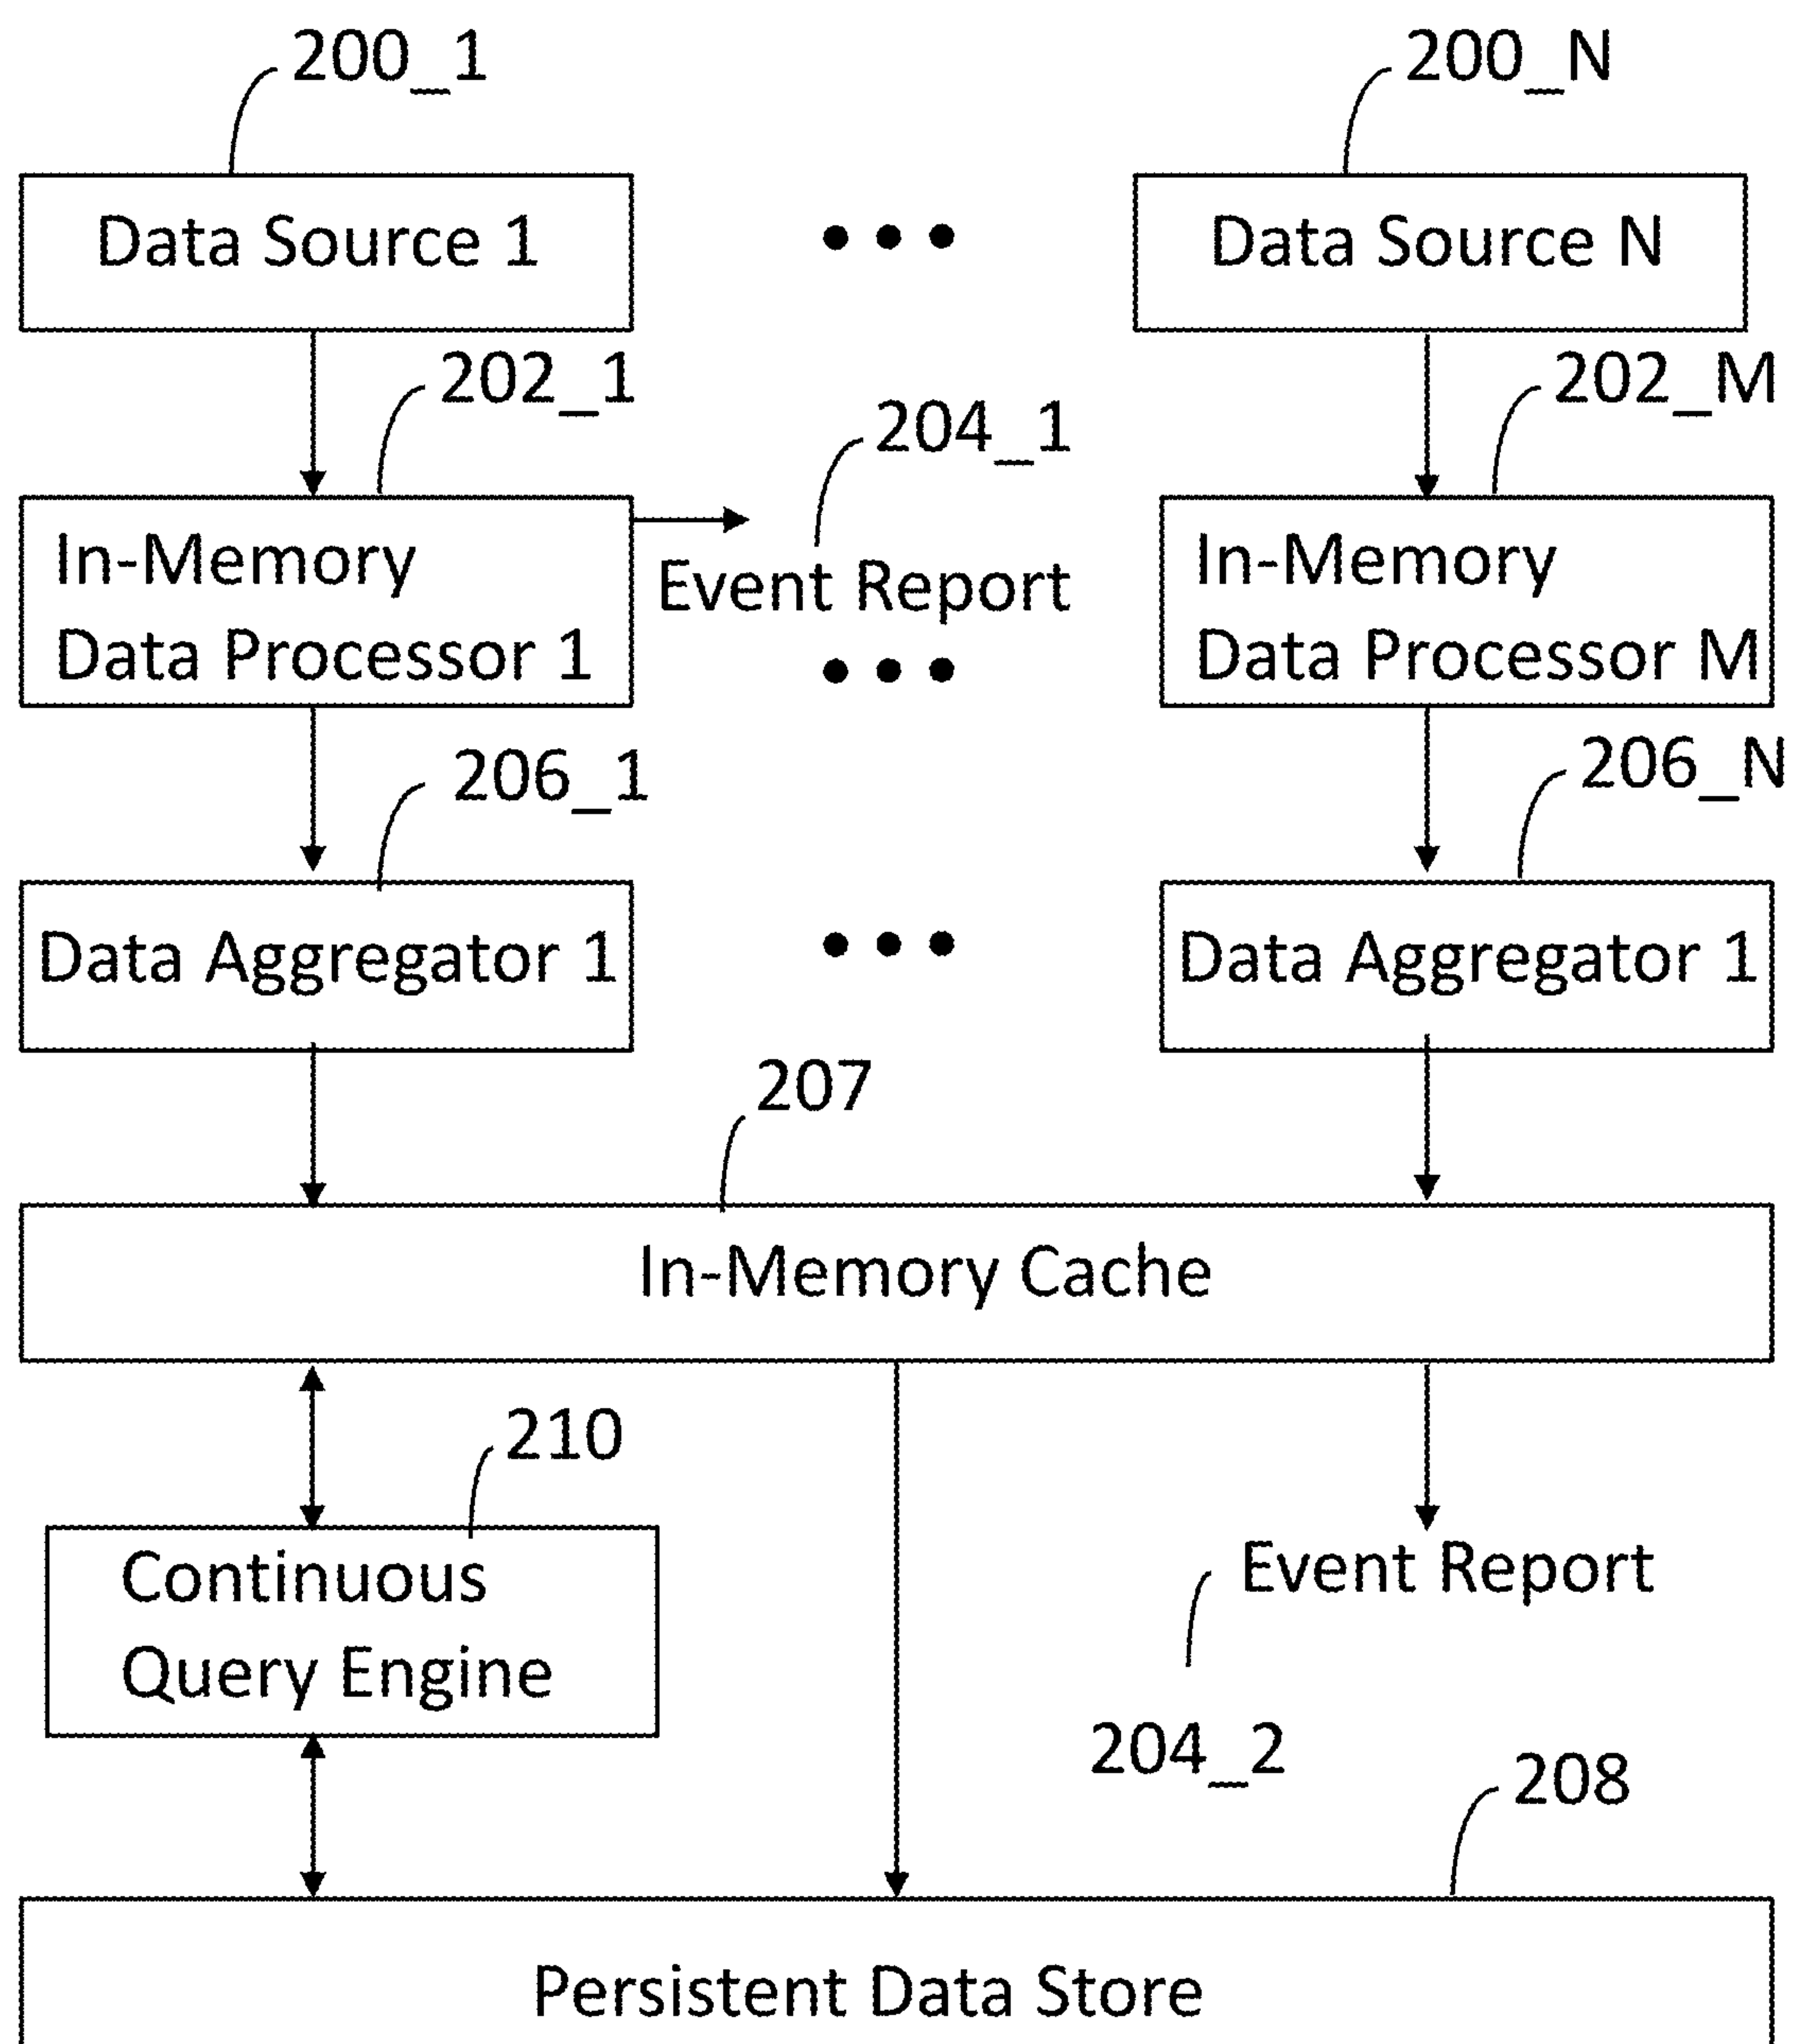 200_1
200_N
Data Source 1
Data Source N
202_1
202_M
204_1
In-Memory
Data Processor 1
Event Report
In-Memory
Data Processor M
206_1
206_N
Data Aggregator 1
Data Aggregator 1
207
In-Memory Cache
210
Continuous
Query Engine
Event Report
204_2
208
Persistent Data Store